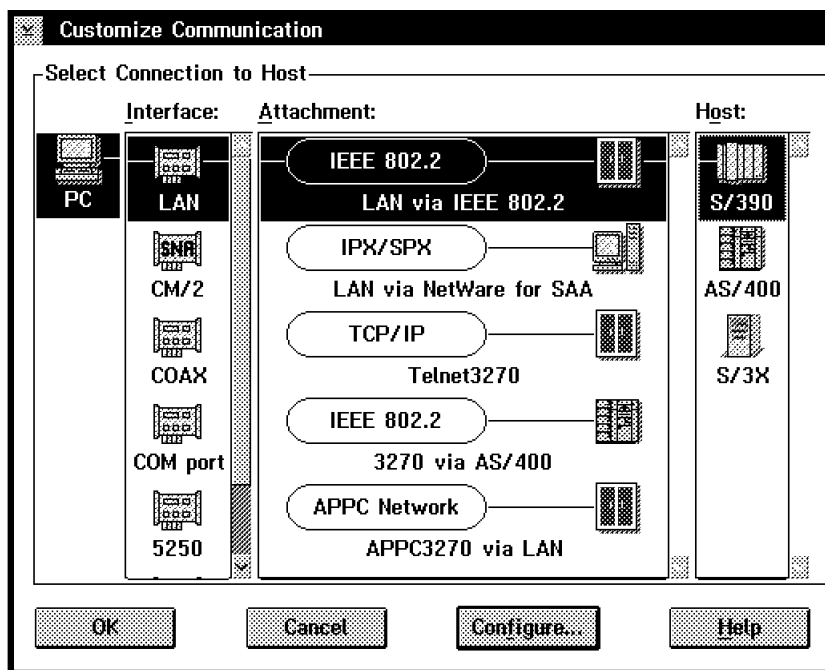 Customize Communication
Select Connection to Host
Interface: Attachment: Host:
IEEE 802.2
PC LAN LAN via IEEE 802.2 S/390
SNA IPX/SPX
CM/2 LAN via NetWare for SAA AS/400
TCP/IP
COAX Telnet3270 S/3X
IEEE 802.2
COM port 3270 via AS/400
APPC Network
5250 APPC3270 via LAN
OK Cancel Configure... Help